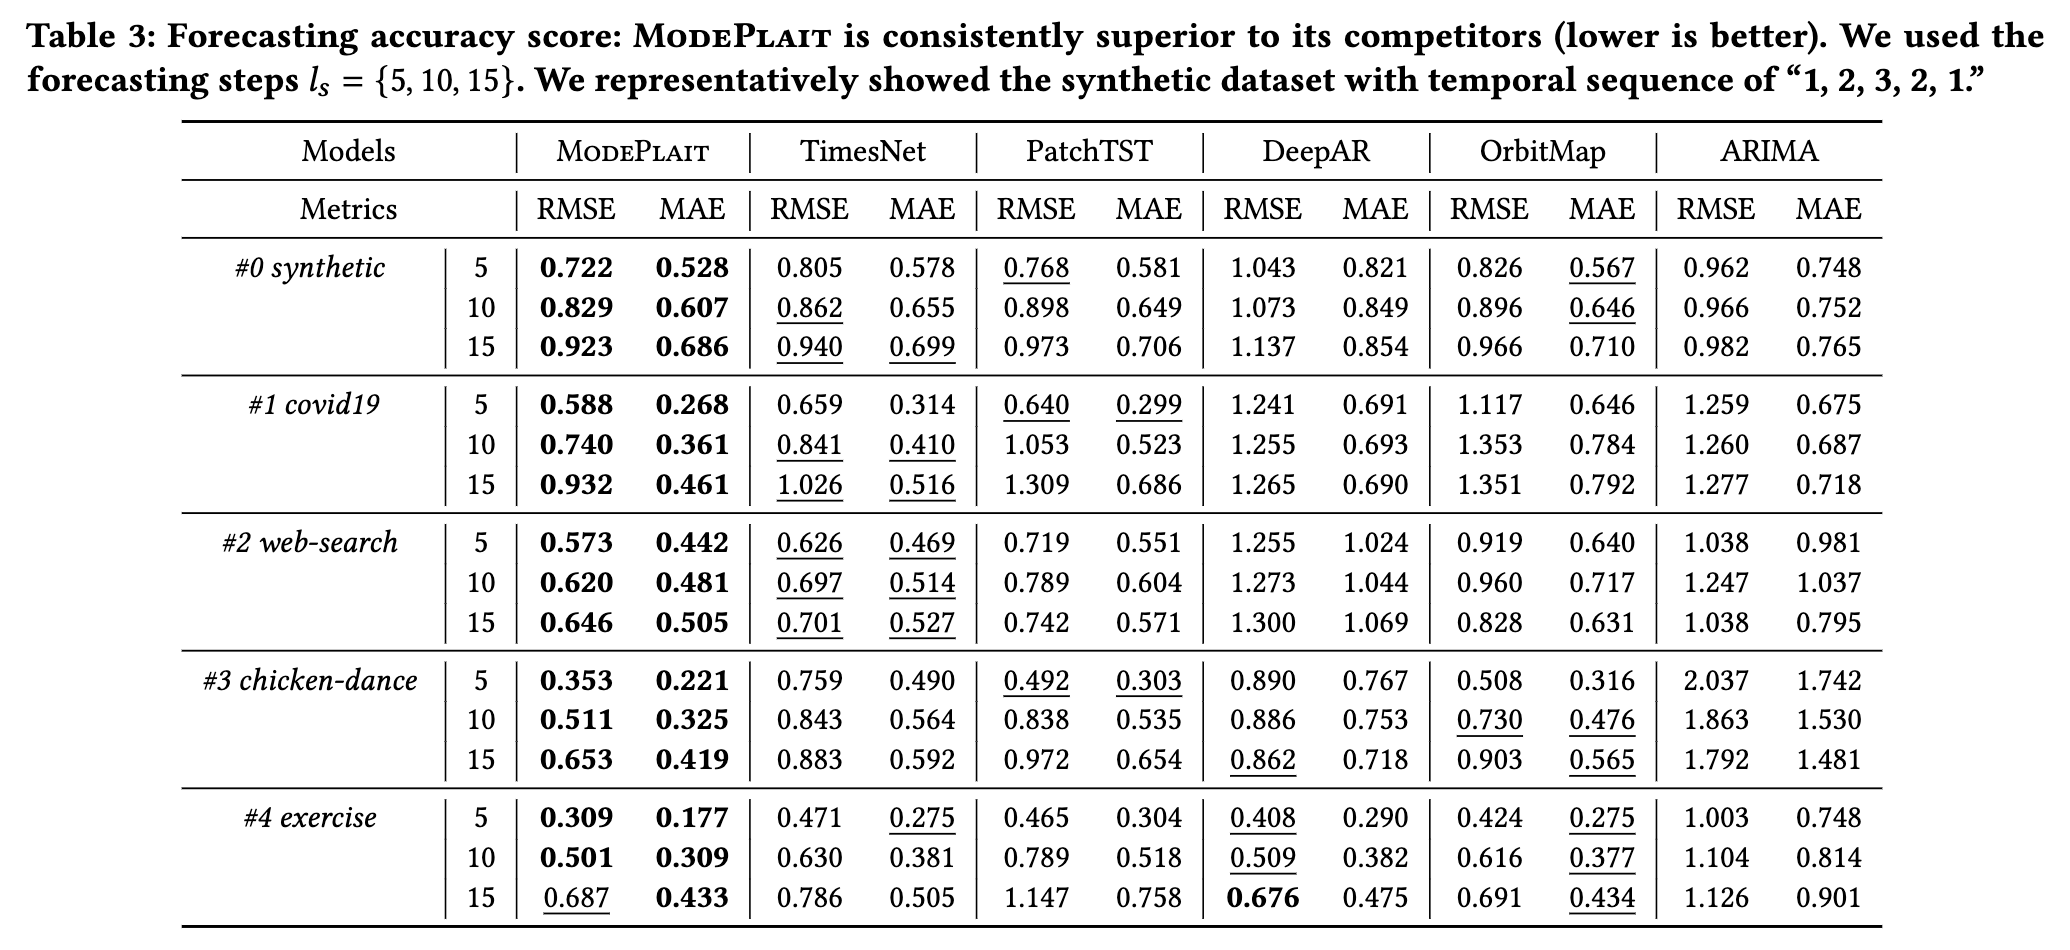 Table 3: Forecasting accuracy score: MODEPLAIT is consistently superior to its competitors (lower is better). We used the
forecasting steps lₛ = {5, 10, 15}. We representatively showed the synthetic dataset with temporal sequence of “1, 2, 3, 2, 1.”
Models MODEPLAIT TimesNet PatchTST DeepAR OrbitMap ARIMA
Metrics RMSE MAE RMSE MAE RMSE MAE RMSE MAE RMSE MAE RMSE MAE
#0 synthetic 5 0.722 0.528 0.805 0.578 0.768 0.581 1.043 0.821 0.826 0.567 0.962 0.748
10 0.829 0.607 0.862 0.655 0.898 0.649 1.073 0.849 0.896 0.646 0.966 0.752
15 0.923 0.686 0.940 0.699 0.973 0.706 1.137 0.854 0.966 0.710 0.982 0.765
#1 covid19 5 0.588 0.268 0.659 0.314 0.640 0.299 1.241 0.691 1.117 0.646 1.259 0.675
10 0.740 0.361 0.841 0.410 1.053 0.523 1.255 0.693 1.353 0.784 1.260 0.687
15 0.932 0.461 1.026 0.516 1.309 0.686 1.265 0.690 1.351 0.792 1.277 0.718
#2 web-search 5 0.573 0.442 0.626 0.469 0.719 0.551 1.255 1.024 0.919 0.640 1.038 0.981
10 0.620 0.481 0.697 0.514 0.789 0.604 1.273 1.044 0.960 0.717 1.247 1.037
15 0.646 0.505 0.701 0.527 0.742 0.571 1.300 1.069 0.828 0.631 1.038 0.795
#3 chicken-dance 5 0.353 0.221 0.759 0.490 0.492 0.303 0.890 0.767 0.508 0.316 2.037 1.742
10 0.511 0.325 0.843 0.564 0.838 0.535 0.886 0.753 0.730 0.476 1.863 1.530
15 0.653 0.419 0.883 0.592 0.972 0.654 0.862 0.718 0.903 0.565 1.792 1.481
#4 exercise 5 0.309 0.177 0.471 0.275 0.465 0.304 0.408 0.290 0.424 0.275 1.003 0.748
10 0.501 0.309 0.630 0.381 0.789 0.518 0.509 0.382 0.616 0.377 1.104 0.814
15 0.687 0.433 0.786 0.505 1.147 0.758 0.676 0.475 0.691 0.434 1.126 0.901